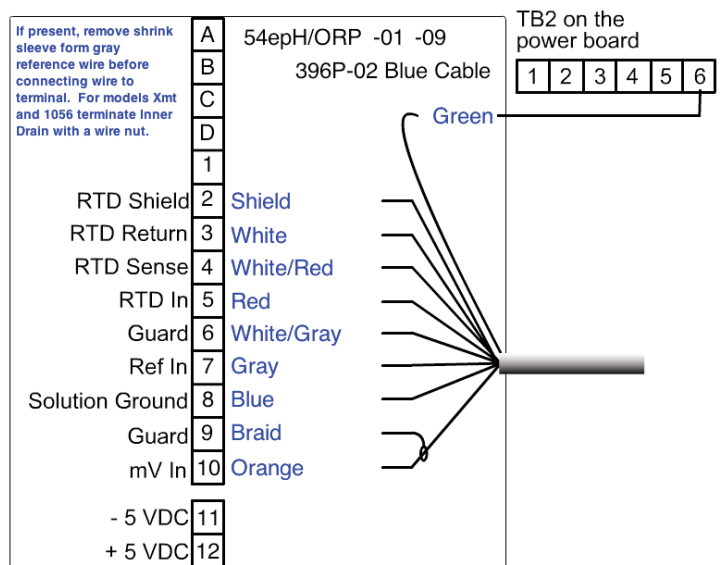 If present, remove shrink
sleeve form gray
reference wire before
connecting wire to
terminal. For models Xmt
and 1056 terminate Inner
Drain with a wire nut.
54epH/ORP -01 -09
396P-02 Blue Cable
TB2 on the
power board
1 2 3 4 5 6
Green
A
B
C
D
1
RTD Shield 2 Shield
RTD Return 3 White
RTD Sense 4 White/Red
RTD In 5 Red
Guard 6 White/Gray
Ref In 7 Gray
Solution Ground 8 Blue
Guard 9 Braid
mV In 10 Orange
- 5 VDC 11
+ 5 VDC 12